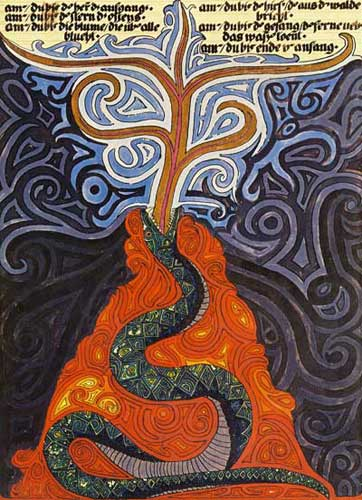 am. du bist d' herr d' anfangs.
am. du bist d' stern d' ostens.
am. du bist die blume, die üb' alle
blüht.
am. du bist d' hirsch, d' aus d' walde
bricht.
am. du bist d' gesang, d' ferne üb'
das wasser tönt.
am. du bist ende u' anfang.